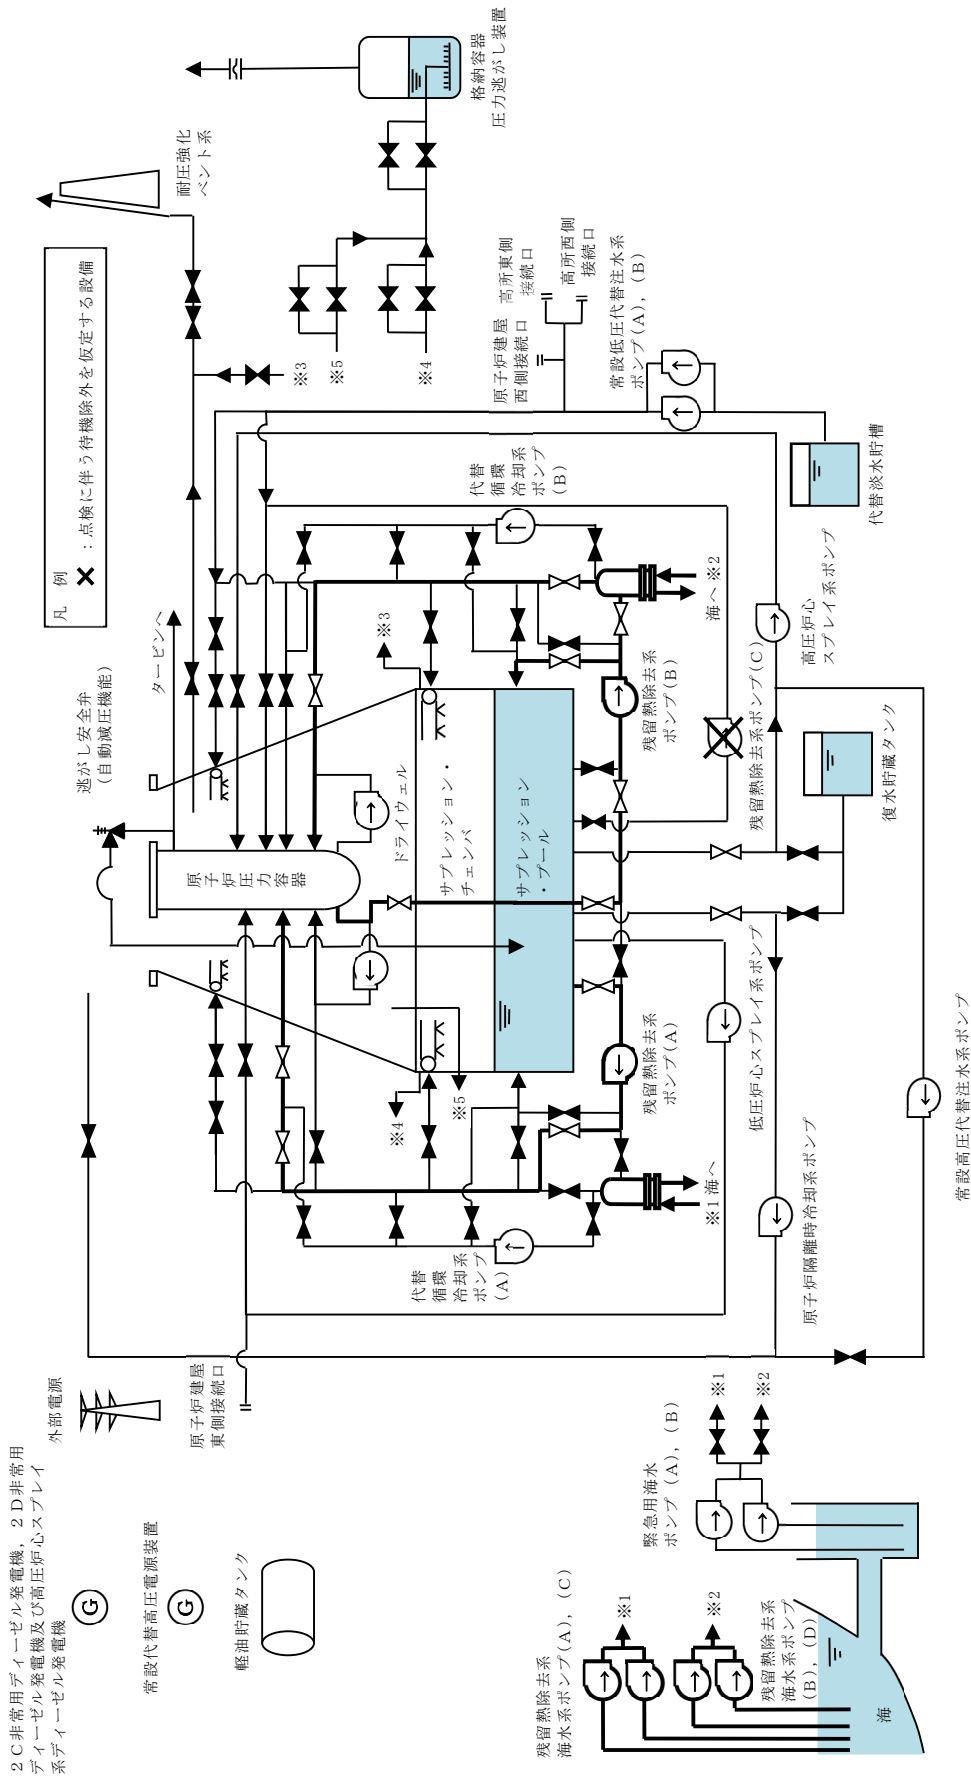 2C非常用ディーゼル発電機，2D非常用
ディーゼル発電機及び高圧炉心スプレイ
系ディーゼル発電機
G
常設代替高圧電源装置
G
軽油貯蔵タンク
外部電源
原子炉建屋
東側接続口
逃がし安全弁
(自動減圧機能)
タービンへ
凡　例
：点検に伴う待機除外を仮定する設備
耐圧強化
ベント系
格納容器
圧力逃がし装置
※3
※5
※4
原子炉建屋
西側接続口
高所東側
接続口
高所西側
接続口
常設低圧代替注水系
ポンプ(A)，(B)
代替淡水貯槽
代替
循環
冷却系
ポンプ
(B)
原子炉圧力容器
ドライウェル
サプレッション・
チェンバ
サプレッション
・プール
※3
※4
※5
海へ ※2
残留熱除去系
ポンプ(B)
残留熱除去系ポンプ(C)
高圧炉心
スプレイ系ポンプ
復水貯蔵タンク
代替
循環
冷却系
ポンプ
(A)
残留熱除去系
ポンプ(A)
※1 海へ
低圧炉心スプレイ系ポンプ
原子炉隔離時冷却系ポンプ
常設高圧代替注水系ポンプ
緊急用海水
ポンプ(A)，(B)
※1
※2
残留熱除去系
海水系ポンプ(A)，(C)
※1
※2
残留熱除去系
海水系ポンプ
(B)，(D)
海